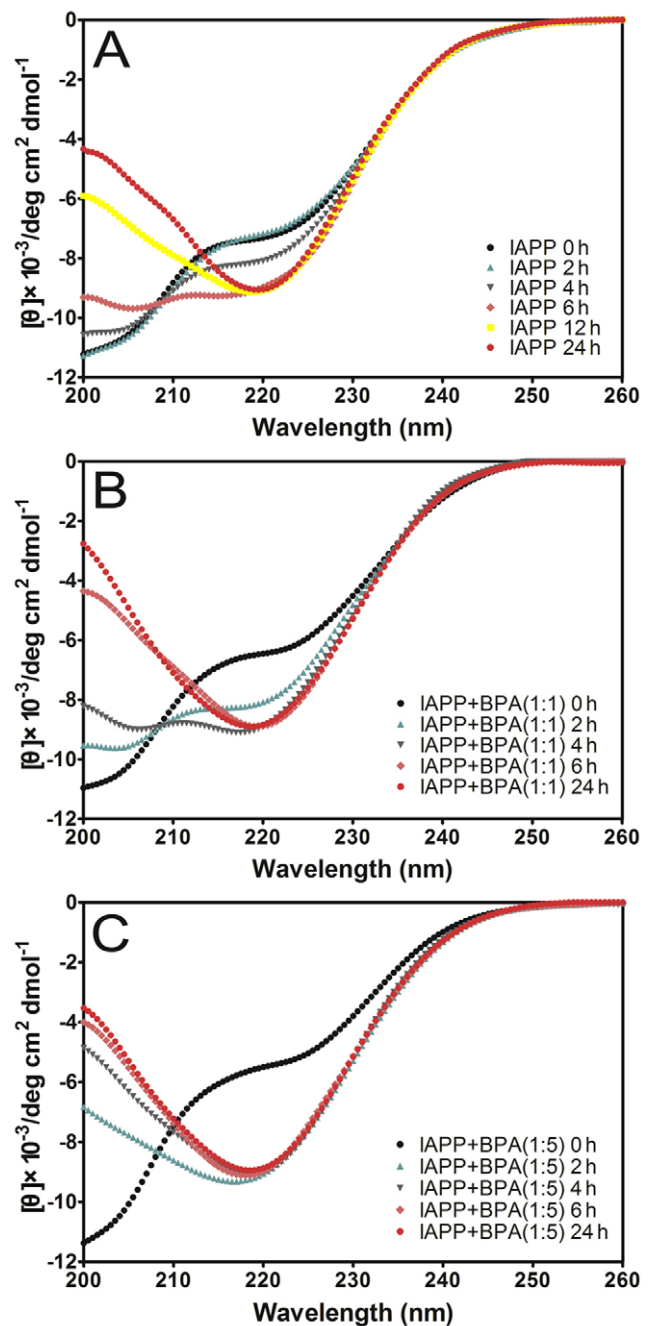 A
0
-2
-4
-6
-8
-10
-12
[θ]× 10⁻³/deg cm² dmol⁻¹
IAPP 0 h
IAPP 2 h
IAPP 4 h
IAPP 6 h
IAPP 12 h
IAPP 24 h
200 210 220 230 240 250 260
Wavelength (nm)
B
0
-2
-4
-6
-8
-10
-12
[θ]× 10⁻³/deg cm² dmol⁻¹
IAPP+BPA(1:1) 0 h
IAPP+BPA(1:1) 2 h
IAPP+BPA(1:1) 4 h
IAPP+BPA(1:1) 6 h
IAPP+BPA(1:1) 24 h
200 210 220 230 240 250 260
Wavelength (nm)
C
0
-2
-4
-6
-8
-10
-12
[θ]× 10⁻³/deg cm² dmol⁻¹
IAPP+BPA(1:5) 0 h
IAPP+BPA(1:5) 2 h
IAPP+BPA(1:5) 4 h
IAPP+BPA(1:5) 6 h
IAPP+BPA(1:5) 24 h
200 210 220 230 240 250 260
Wavelength (nm)